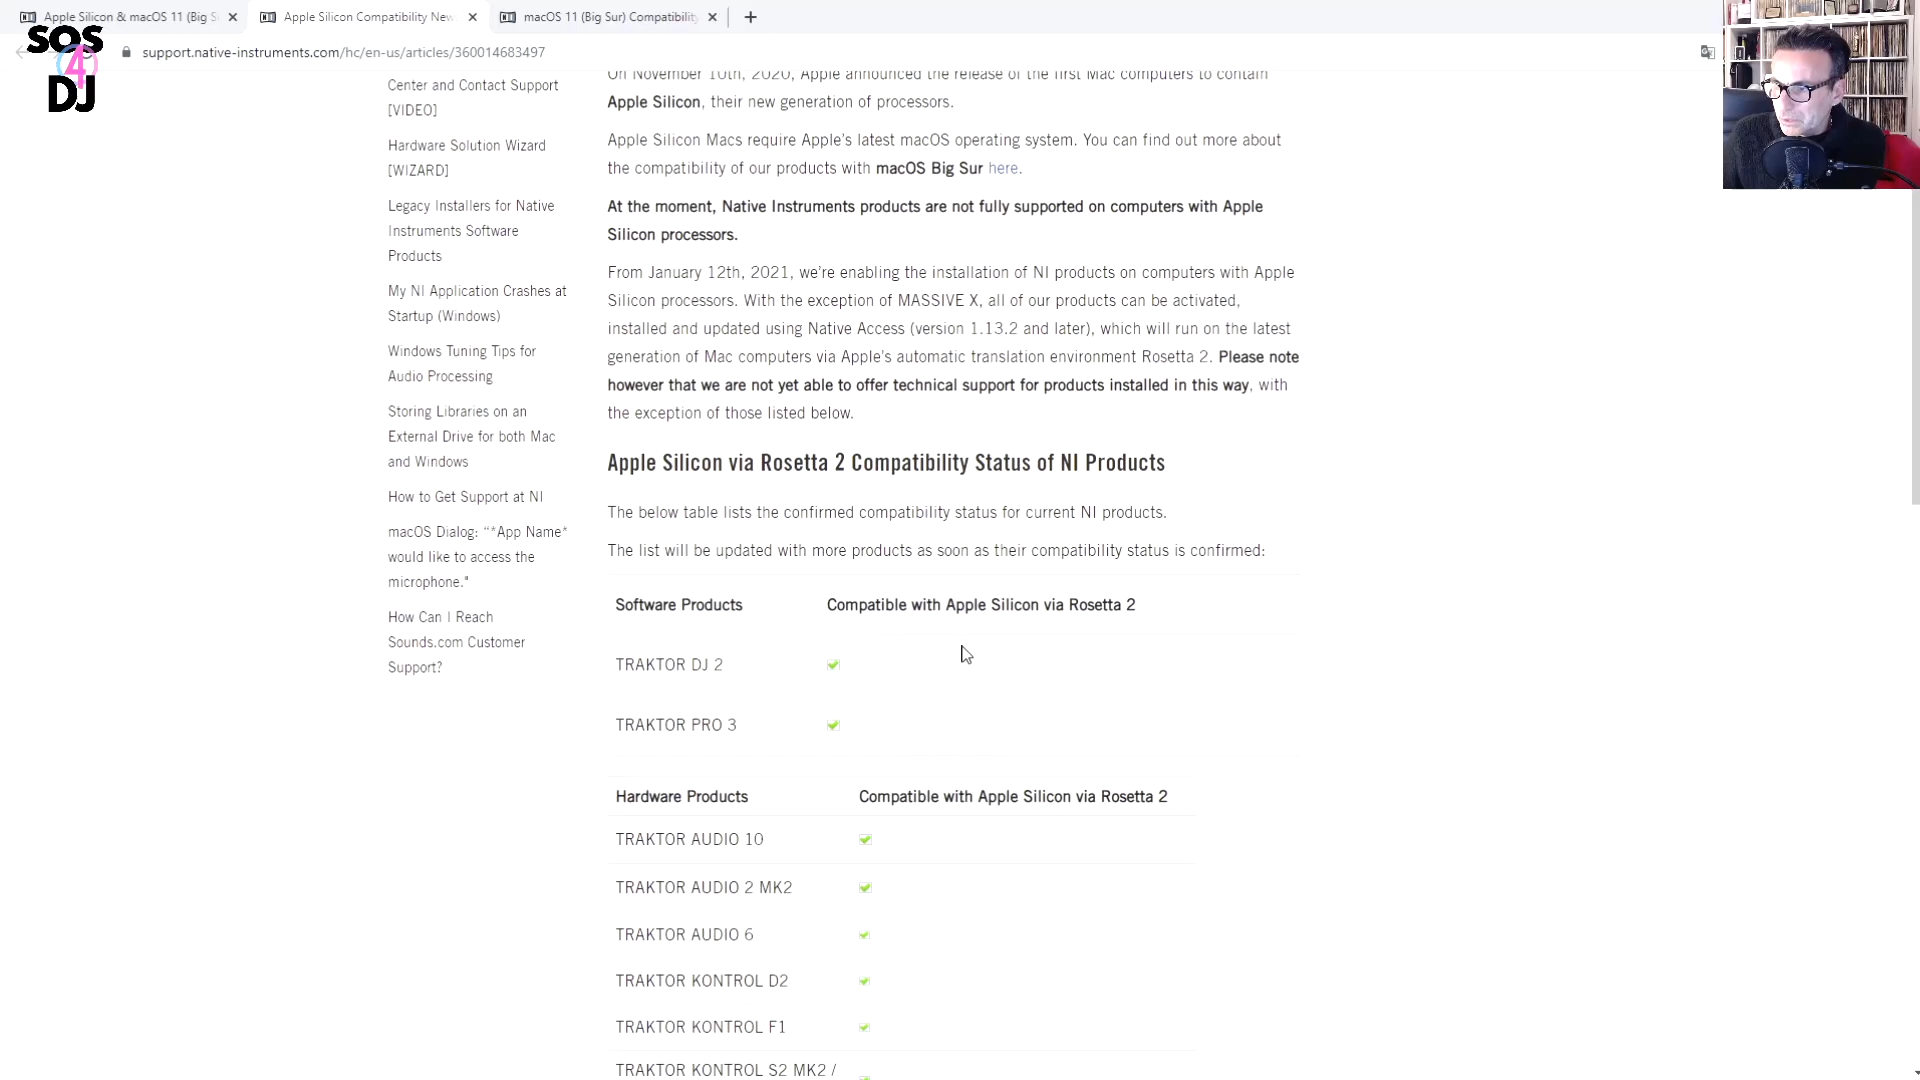 Apple Silicon & macOS 11 (Big S
Apple Silicon Compatibility New
macOS 11 (Big Sur) Compatibility
SOS
4
DJ
support.native-instruments.com/hc/en-us/articles/360014683497
Center and Contact Support
[VIDEO]
Hardware Solution Wizard
[WIZARD]
Legacy Installers for Native
Instruments Software
Products
My NI Application Crashes at
Startup (Windows)
Windows Tuning Tips for
Audio Processing
Storing Libraries on an
External Drive for both Mac
and Windows
How to Get Support at NI
macOS Dialog: “*App Name*
would like to access the
microphone."
How Can I Reach
Sounds.com Customer
Support?
On November 10th, 2020, Apple announced the release of the first Mac computers to contain
Apple Silicon, their new generation of processors.
Apple Silicon Macs require Apple’s latest macOS operating system. You can find out more about
the compatibility of our products with macOS Big Sur here.
At the moment, Native Instruments products are not fully supported on computers with Apple
Silicon processors.
From January 12th, 2021, we’re enabling the installation of NI products on computers with Apple
Silicon processors. With the exception of MASSIVE X, all of our products can be activated,
installed and updated using Native Access (version 1.13.2 and later), which will run on the latest
generation of Mac computers via Apple’s automatic translation environment Rosetta 2. Please note
however that we are not yet able to offer technical support for products installed in this way, with
the exception of those listed below.
Apple Silicon via Rosetta 2 Compatibility Status of NI Products
The below table lists the confirmed compatibility status for current NI products.
The list will be updated with more products as soon as their compatibility status is confirmed:
Software Products Compatible with Apple Silicon via Rosetta 2
TRAKTOR DJ 2
TRAKTOR PRO 3
Hardware Products Compatible with Apple Silicon via Rosetta 2
TRAKTOR AUDIO 10
TRAKTOR AUDIO 2 MK2
TRAKTOR AUDIO 6
TRAKTOR KONTROL D2
TRAKTOR KONTROL F1
TRAKTOR KONTROL S2 MK2 /